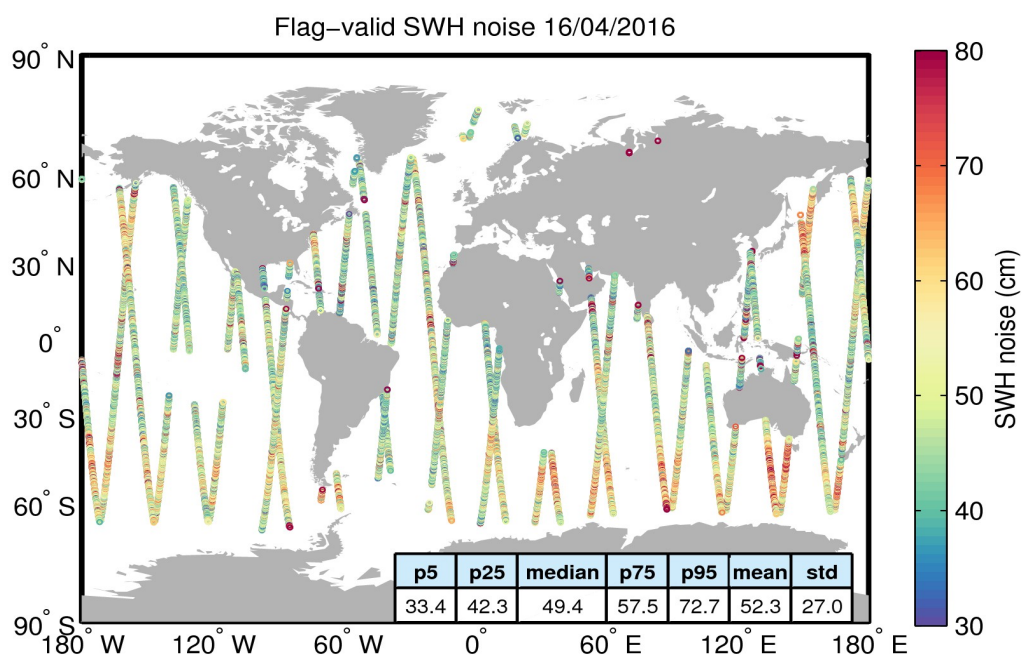 Flag−valid SWH noise 16/04/2016
90° N
60° N
30° N
0°
30° S
60° S
90° S
180° W
120° W
60° W
0°
60° E
120° E
180° E
p5 p25 median p75 p95 mean std
33.4 42.3 49.4 57.5 72.7 52.3 27.0
80
70
60
50
40
30
SWH noise (cm)